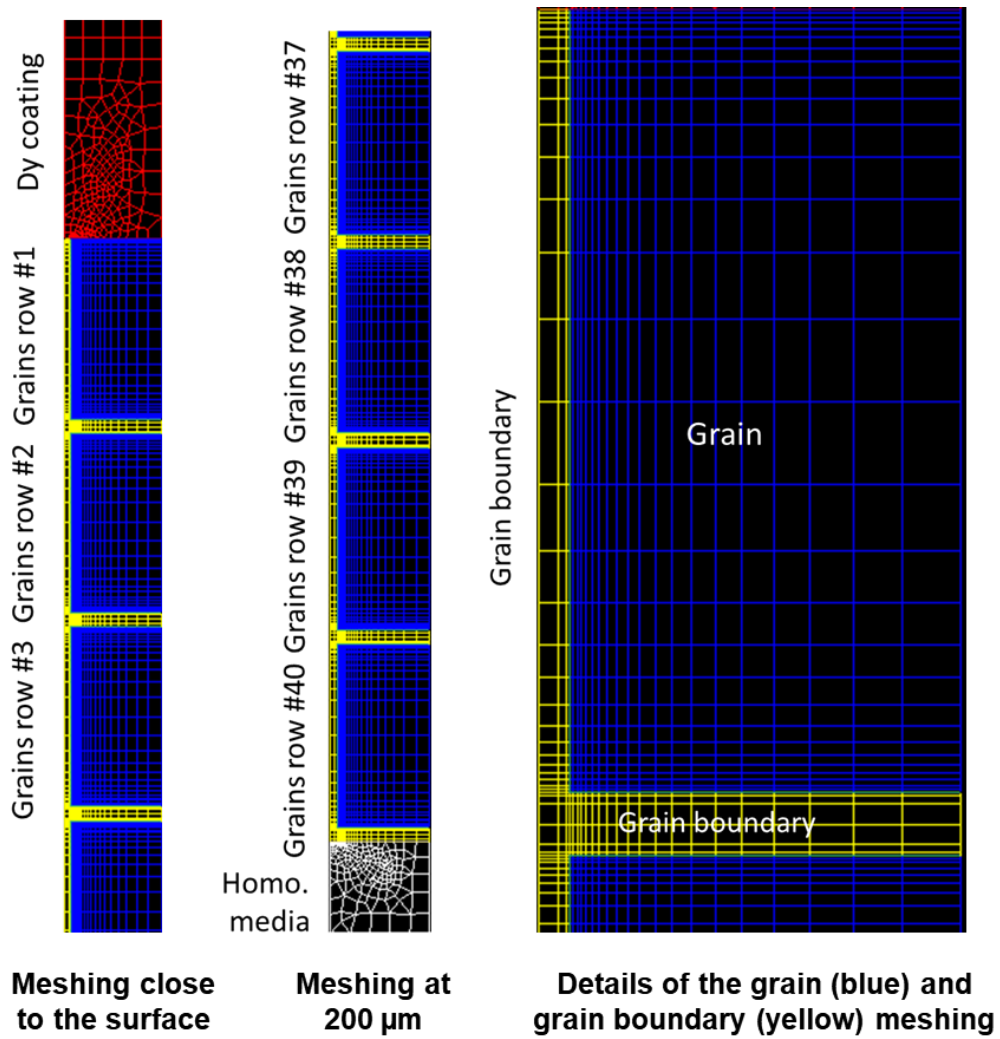 Dy coating
Grains row #1
Grains row #2
Grains row #3
Grains row #37
Grains row #38
Grains row #39
Grains row #40
Homo.
media
Grain boundary
Grain
Grain boundary
Meshing close
to the surface
Meshing at
200 µm
Details of the grain (blue) and
grain boundary (yellow) meshing